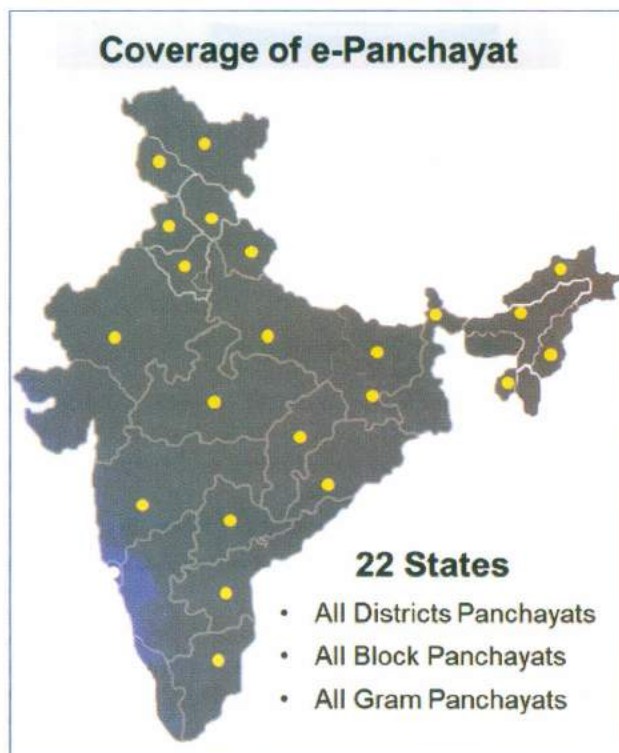 Coverage of e-Panchayat
22 States
• All Districts Panchayats
• All Block Panchayats
• All Gram Panchayats